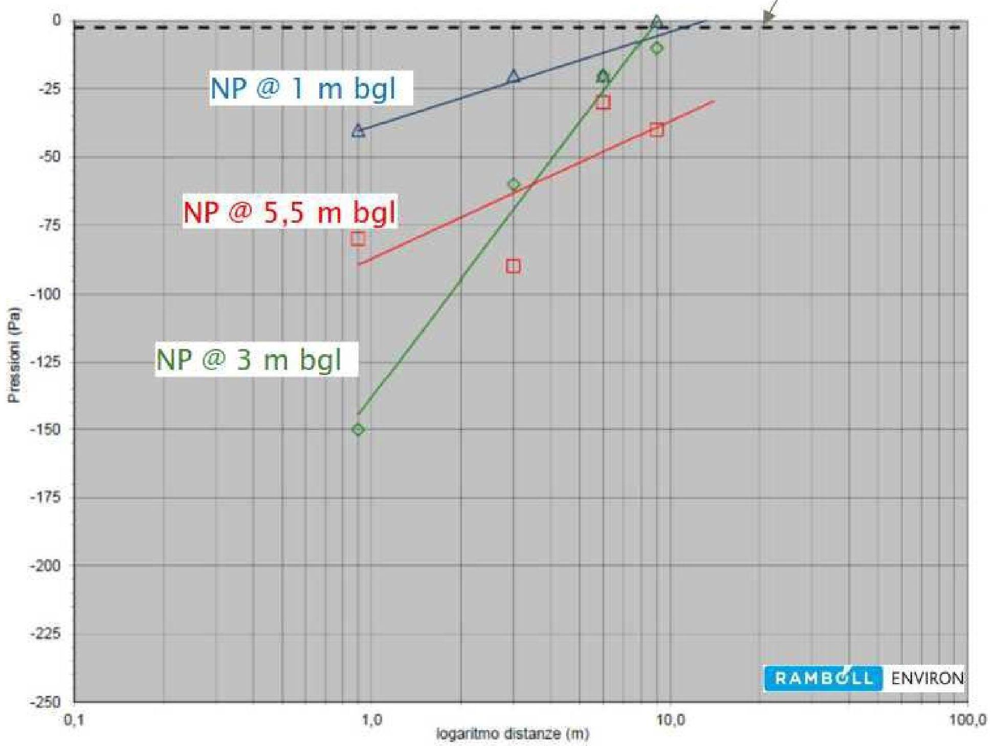 0
-25
NP @ 1 m bgl
-50
NP @ 5,5 m bgl
-75
-100
NP @ 3 m bgl
-125
-150
-175
-200
-225
-250
Pressioni (Pa)
RAMBOLL ENVIRON
0,1 1,0 10,0 100,0
logaritmo distanze (m)